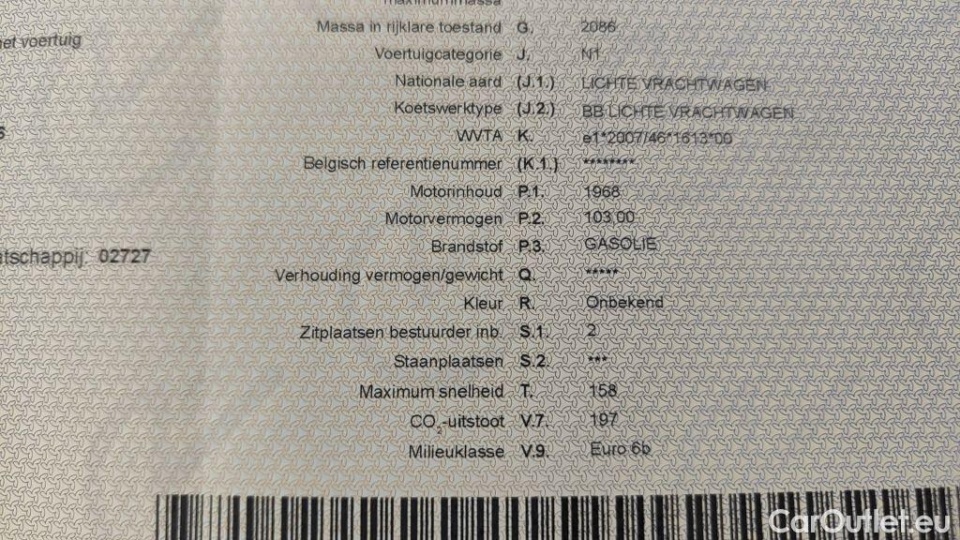 maximummassa
Massa in rijklare toestand G. 2086
het voertuig
Voertuigcategorie J. N1
Nationale aard (J.1.) LICHTE VRACHTWAGEN
Koetswerktype (J.2.) BB LICHTE VRACHTWAGEN
WVTA K. e1*2007/46*1613*00
Belgisch referentienummer (K.1.) ********
Motorinhoud P.1. 1968
Motorvermogen P.2. 103,00
Brandstof P.3. GASOLIE
atschappij: 02727
Verhouding vermogen/gewicht Q. *****
Kleur R. Onbekend
Zitplaatsen bestuurder inb. S.1. 2
Staanplaatsen S.2. ***
Maximum snelheid T. 158
CO2-uitstoot V.7. 197
Milieuklasse V.9. Euro 6b
CarOutlet.eu